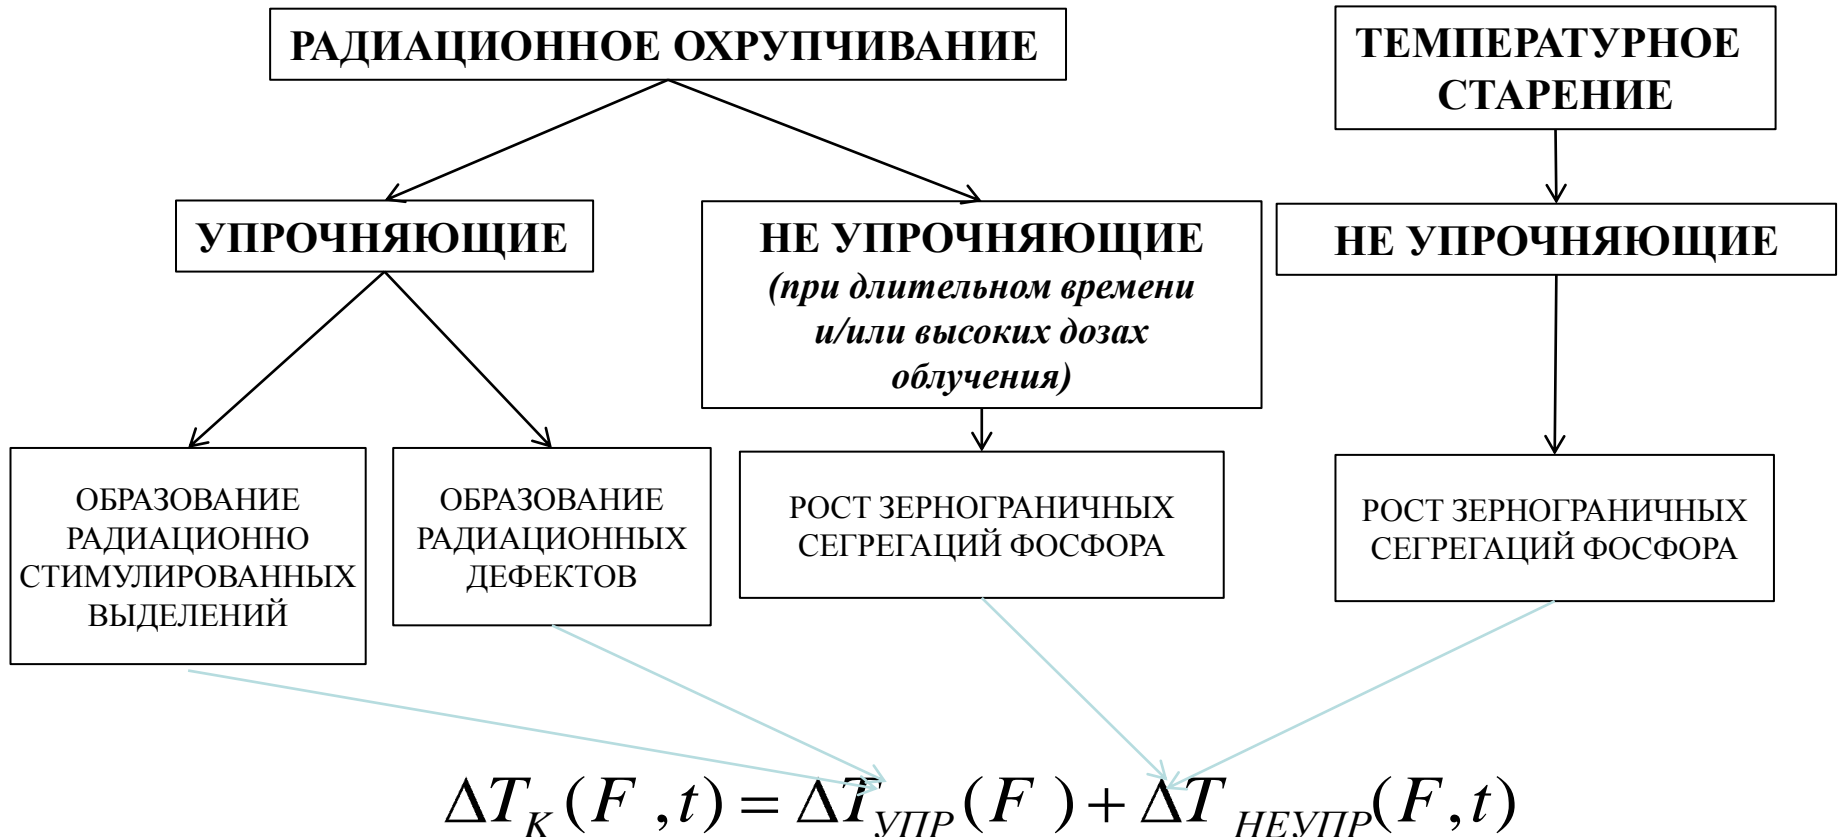 РАДИАЦИОННОЕ ОХРУПЧИВАНИЕ
ТЕМПЕРАТУРНОЕ
СТАРЕНИЕ
УПРОЧНЯЮЩИЕ
НЕ УПРОЧНЯЮЩИЕ
(при длительном времени
и/или высоких дозах
облучения)
НЕ УПРОЧНЯЮЩИЕ
ОБРАЗОВАНИЕ
РАДИАЦИОННО
СТИМУЛИРОВАННЫХ
ВЫДЕЛЕНИЙ
ОБРАЗОВАНИЕ
РАДИАЦИОННЫХ
ДЕФЕКТОВ
РОСТ ЗЕРНОГРАНИЧНЫХ
СЕГРЕГАЦИЙ ФОСФОРА
РОСТ ЗЕРНОГРАНИЧНЫХ
СЕГРЕГАЦИЙ ФОСФОРА
ΔT_K (F ,t) = ΔT_УПР (F ) + ΔT_НЕУПР (F,t)